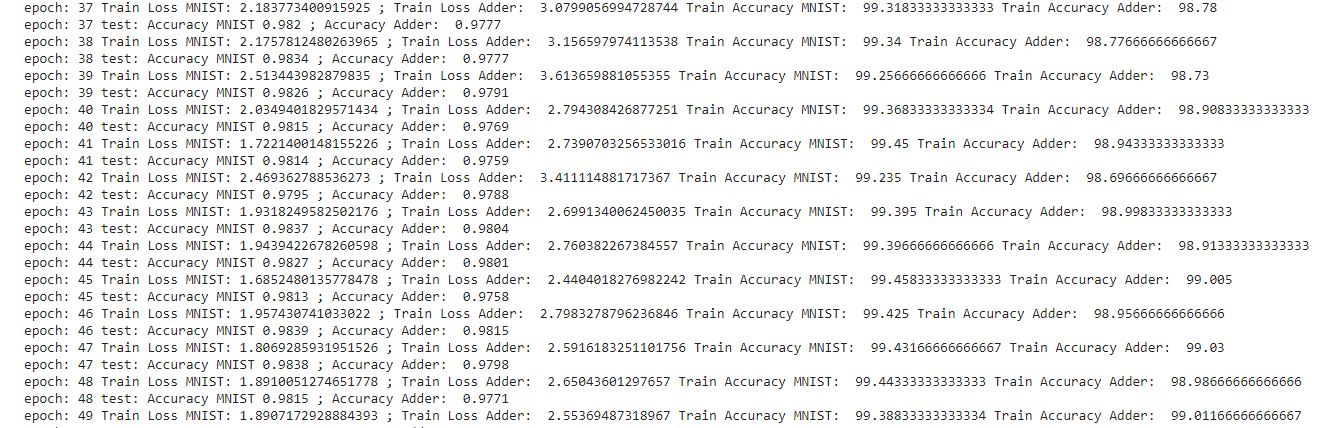 epoch: 37 Train Loss MNIST: 2.183773400915925 ; Train Loss Adder:  3.0799056994728744 Train Accuracy MNIST:  99.31833333333333 Train Accuracy Adder:  98.78
epoch: 37 test: Accuracy MNIST 0.982 ; Accuracy Adder:  0.9777
epoch: 38 Train Loss MNIST: 2.1757812480263965 ; Train Loss Adder:  3.156597974113538 Train Accuracy MNIST:  99.34 Train Accuracy Adder:  98.77666666666667
epoch: 38 test: Accuracy MNIST 0.9834 ; Accuracy Adder:  0.9777
epoch: 39 Train Loss MNIST: 2.513443982879835 ; Train Loss Adder:  3.613659881055355 Train Accuracy MNIST:  99.25666666666666 Train Accuracy Adder:  98.73
epoch: 39 test: Accuracy MNIST 0.9826 ; Accuracy Adder:  0.9791
epoch: 40 Train Loss MNIST: 2.0349401829571434 ; Train Loss Adder:  2.794308426877251 Train Accuracy MNIST:  99.36833333333334 Train Accuracy Adder:  98.90833333333333
epoch: 40 test: Accuracy MNIST 0.9815 ; Accuracy Adder:  0.9769
epoch: 41 Train Loss MNIST: 1.7221400148155226 ; Train Loss Adder:  2.7390703256533016 Train Accuracy MNIST:  99.45 Train Accuracy Adder:  98.94333333333333
epoch: 41 test: Accuracy MNIST 0.9814 ; Accuracy Adder:  0.9759
epoch: 42 Train Loss MNIST: 2.469362788536273 ; Train Loss Adder:  3.411114881717367 Train Accuracy MNIST:  99.235 Train Accuracy Adder:  98.69666666666667
epoch: 42 test: Accuracy MNIST 0.9795 ; Accuracy Adder:  0.9788
epoch: 43 Train Loss MNIST: 1.9318249582502176 ; Train Loss Adder:  2.6991340062450035 Train Accuracy MNIST:  99.395 Train Accuracy Adder:  98.99833333333333
epoch: 43 test: Accuracy MNIST 0.9837 ; Accuracy Adder:  0.9804
epoch: 44 Train Loss MNIST: 1.9439422678260598 ; Train Loss Adder:  2.760382267384557 Train Accuracy MNIST:  99.39666666666666 Train Accuracy Adder:  98.91333333333333
epoch: 44 test: Accuracy MNIST 0.9827 ; Accuracy Adder:  0.9801
epoch: 45 Train Loss MNIST: 1.6852480135778478 ; Train Loss Adder:  2.4404018276982242 Train Accuracy MNIST:  99.45833333333333 Train Accuracy Adder:  99.005
epoch: 45 test: Accuracy MNIST 0.9813 ; Accuracy Adder:  0.9758
epoch: 46 Train Loss MNIST: 1.957430741033022 ; Train Loss Adder:  2.7983278796236846 Train Accuracy MNIST:  99.425 Train Accuracy Adder:  98.95666666666666
epoch: 46 test: Accuracy MNIST 0.9839 ; Accuracy Adder:  0.9815
epoch: 47 Train Loss MNIST: 1.8069285931951526 ; Train Loss Adder:  2.5916183251101756 Train Accuracy MNIST:  99.43166666666667 Train Accuracy Adder:  99.03
epoch: 47 test: Accuracy MNIST 0.9838 ; Accuracy Adder:  0.9798
epoch: 48 Train Loss MNIST: 1.8910051274651778 ; Train Loss Adder:  2.65043601297657 Train Accuracy MNIST:  99.44333333333333 Train Accuracy Adder:  98.98666666666666
epoch: 48 test: Accuracy MNIST 0.9815 ; Accuracy Adder:  0.9771
epoch: 49 Train Loss MNIST: 1.8907172928884393 ; Train Loss Adder:  2.55369487318967 Train Accuracy MNIST:  99.38833333333334 Train Accuracy Adder:  99.01166666666667